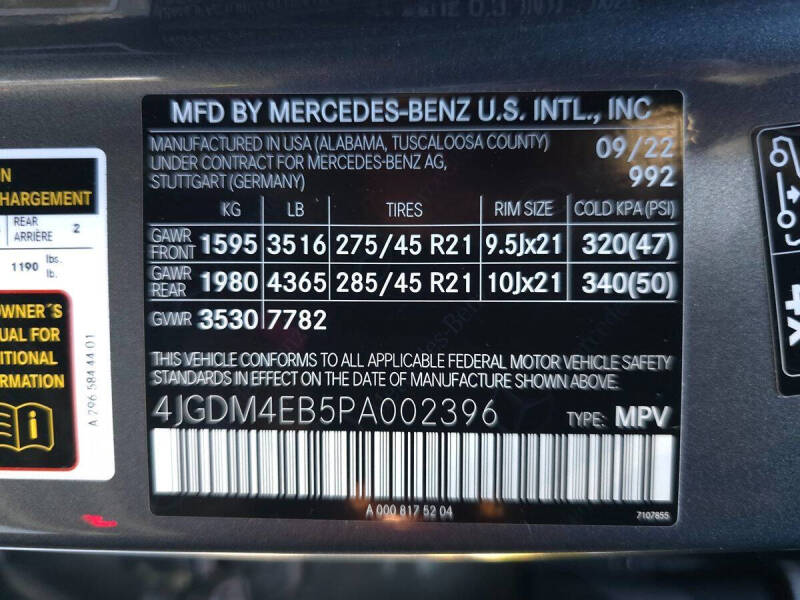 MFD BY MERCEDES-BENZ U.S. INTL., INC
MANUFACTURED IN USA (ALABAMA, TUSCALOOSA COUNTY) 09/22
UNDER CONTRACT FOR MERCEDES-BENZ AG,
STUTTGART (GERMANY) 992
KG LB TIRES RIM SIZE COLD KPA(PSI)
GAWR FRONT 1595 3516 275/45 R21 9.5Jx21 320(47)
GAWR REAR 1980 4365 285/45 R21 10Jx21 340(50)
GVWR 3530 7782
THIS VEHICLE CONFORMS TO ALL APPLICABLE FEDERAL MOTOR VEHICLE SAFETY
STANDARDS IN EFFECT ON THE DATE OF MANUFACTURE SHOWN ABOVE.
4JGDM4EB5PA002396 TYPE: MPV
A 000 817 52 04
7107855
HARGEMENT
REAR
ARRIÈRE 2
1190 lbs.
lb.
OWNER´S
UAL FOR
ITIONAL
ORMATION
A 296 584 44 01